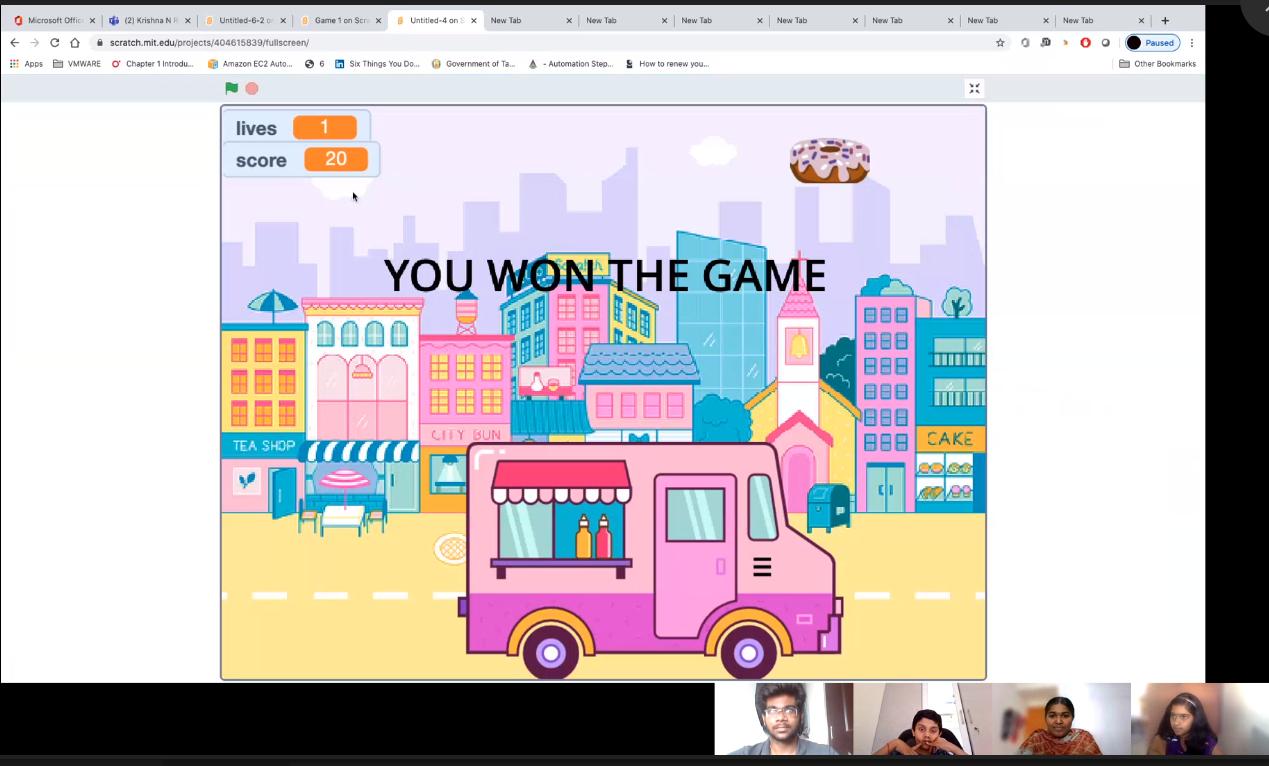 Microsoft Offic
(2) Krishna N R
Untitled-6-2 o
Game 1 on Scra
Untitled-4 on S
New Tab
New Tab
New Tab
New Tab
New Tab
New Tab
New Tab
scratch.mit.edu/projects/404615839/fullscreen/
Paused
Apps
VMWARE
Chapter 1 Introdu...
Amazon EC2 Auto...
6
Six Things You Do...
Government of Ta...
- Automation Step...
How to renew you...
Other Bookmarks
lives 1
score 20
Scratch
YOU WON THE GAME
TEA SHOP
CITY BUN
CAKE